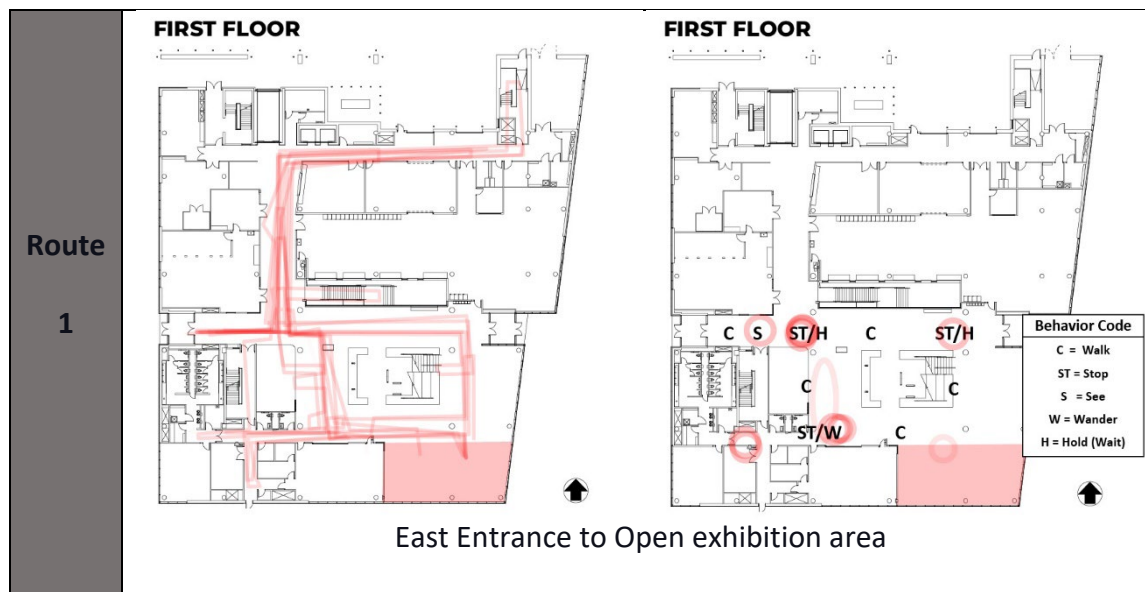 FIRST FLOOR
FIRST FLOOR
Route
1
C S ST/H C ST/H
C C
ST/W C
Behavior Code
C = Walk
ST = Stop
S = See
W = Wander
H = Hold (Wait)
East Entrance to Open exhibition area